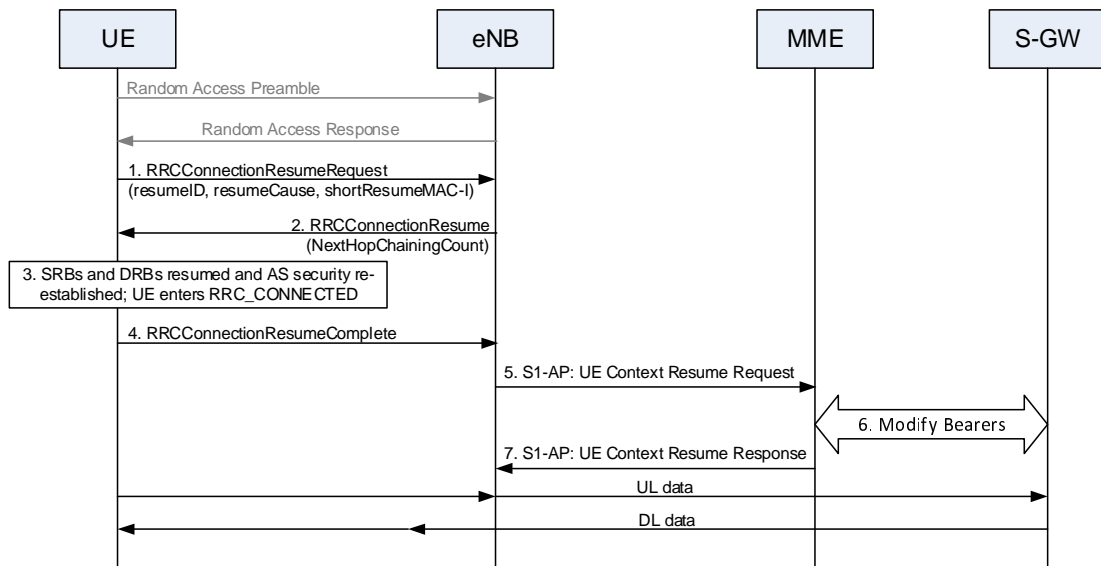 UE
eNB
MME
S-GW
Random Access Preamble
Random Access Response
1. RRCConnectionResumeRequest
(resumeID, resumeCause, shortResumeMAC-I)
2. RRCConnectionResume
(NextHopChainingCount)
3. SRBs and DRBs resumed and AS security re-
established; UE enters RRC_CONNECTED
4. RRCConnectionResumeComplete
5. S1-AP: UE Context Resume Request
6. Modify Bearers
7. S1-AP: UE Context Resume Response
UL data
DL data